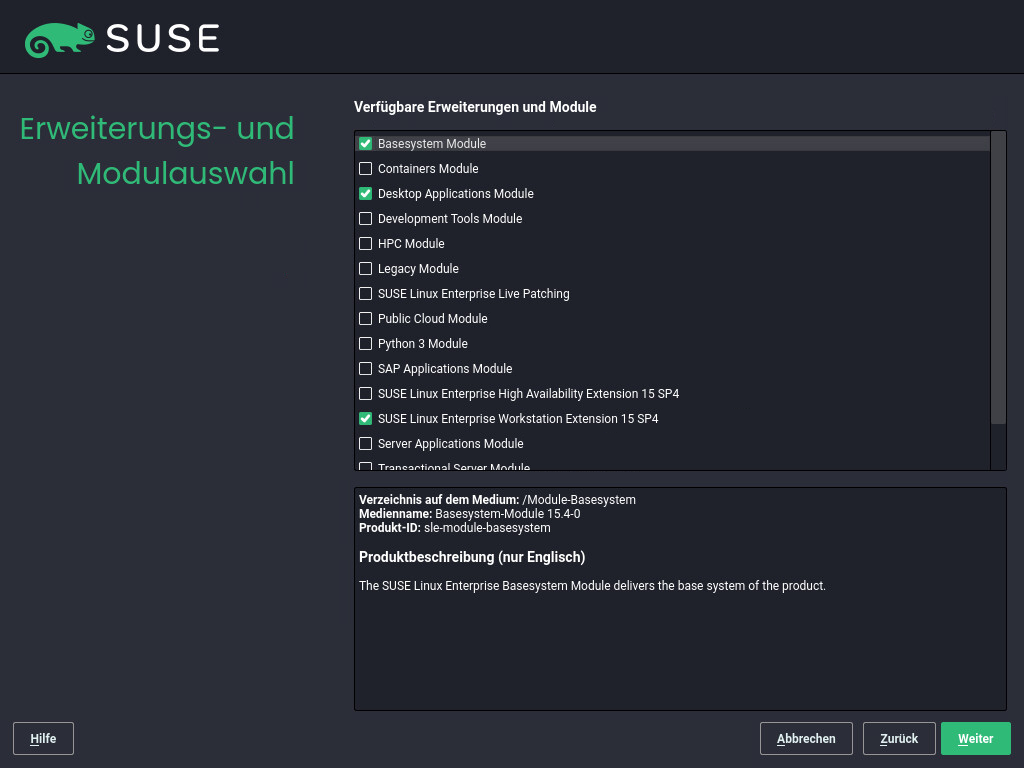 SUSE
Erweiterungs- und
Modulauswahl
Verfügbare Erweiterungen und Module
Basesystem Module
Containers Module
Desktop Applications Module
Development Tools Module
HPC Module
Legacy Module
SUSE Linux Enterprise Live Patching
Public Cloud Module
Python 3 Module
SAP Applications Module
SUSE Linux Enterprise High Availability Extension 15 SP4
SUSE Linux Enterprise Workstation Extension 15 SP4
Server Applications Module
Transactional Server Module
Verzeichnis auf dem Medium: /Module-Basesystem
Medienname: Basesystem-Module 15.4-0
Produkt-ID: sle-module-basesystem
Produktbeschreibung (nur Englisch)
The SUSE Linux Enterprise Basesystem Module delivers the base system of the product.
Hilfe
Abbrechen
Zurück
Weiter